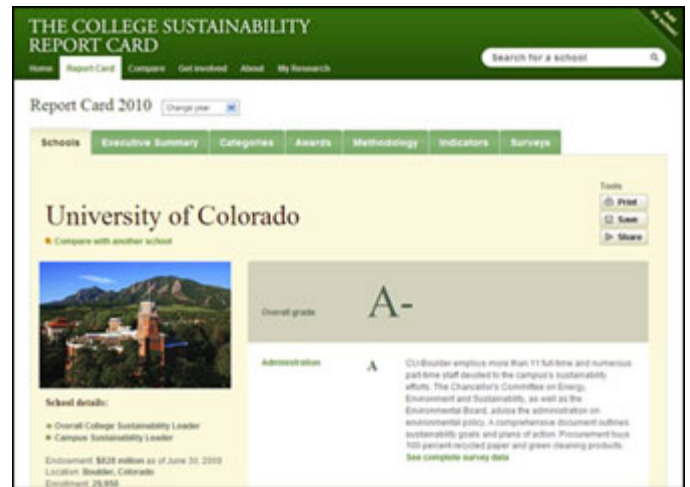 THE COLLEGE SUSTAINABILITY
REPORT CARD
Add my school
Home Report Card Compare Get involved About My Research
Search for a school
Report Card 2010 Change year
Schools Executive Summary Categories Awards Methodology Indicators Surveys
Tools
Print
Save
Share
University of Colorado
Compare with another school
Overall grade A-
Administration A
CU-Boulder employs more than 11 full-time and numerous
part-time staff devoted to the campus's sustainability
efforts. The Chancellor's Committee on Energy,
Environment and Sustainability, as well as the
Environmental Board, advise the administration on
environmental policy. A comprehensive document outlines
sustainability goals and plans of action. Procurement buys
100 percent recycled paper and green cleaning products.
See complete survey data
School details:
Overall College Sustainability Leader
Campus Sustainability Leader
Endowment: $828 million as of June 30, 2009
Location: Boulder, Colorado
Enrollment: 29,950